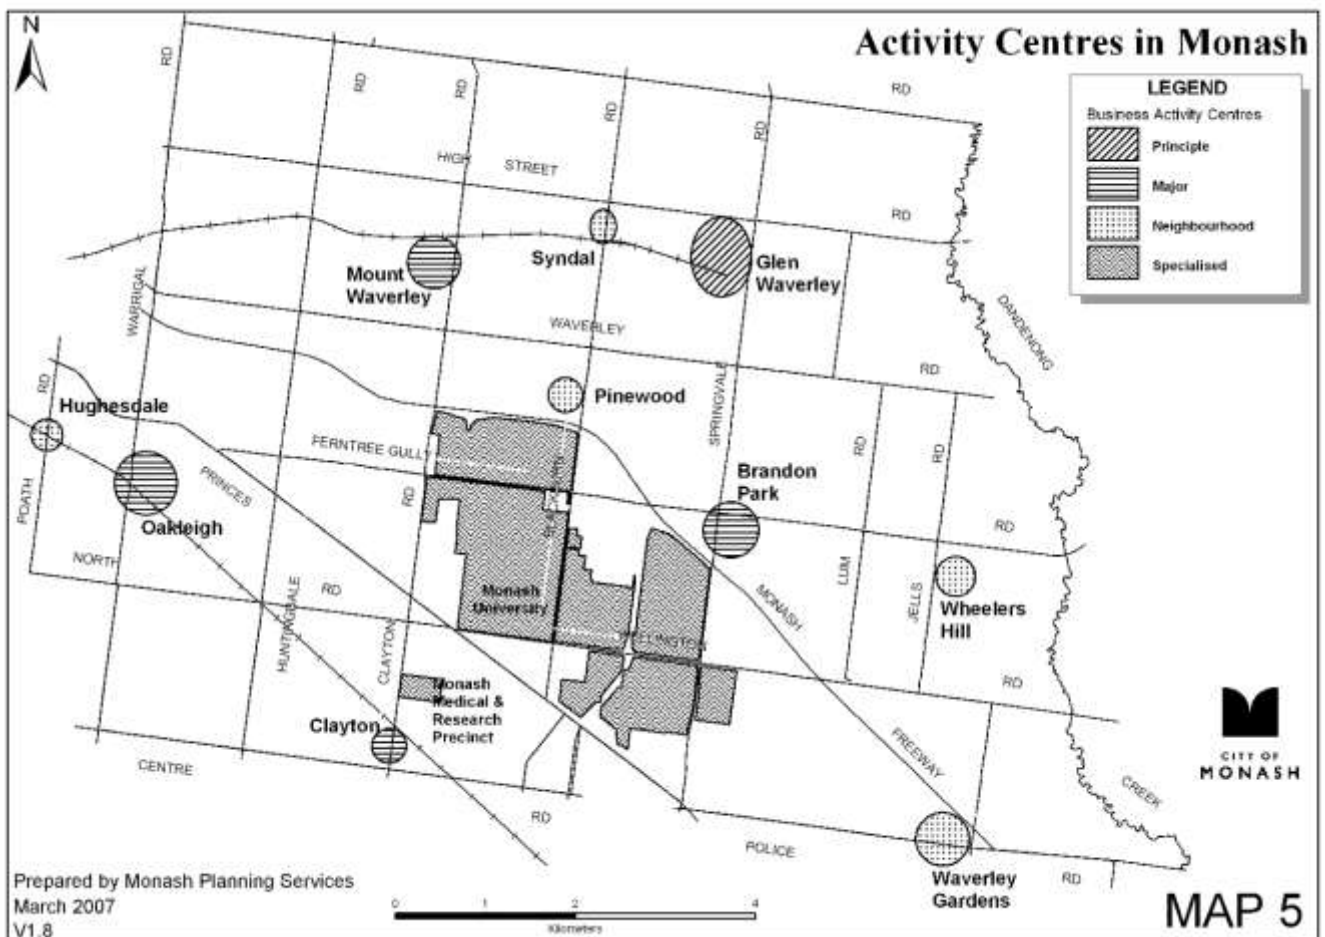 N
Activity Centres in Monash
LEGEND
Business Activity Centres
Principle
Major
Neighbourhood
Specialised
RD
RD
RD
RD
RD
RD
HIGH STREET
RD
Mount
Waverley
Syndal
Glen
Waverley
WARRIGAL
WAVERLEY
RD
DANDENONG
RD
Hughesdale
Pinewood
SPRINGVALE
FERNTREE GULLY
RD
RD
RD
Brandon
Park
POATH
PRINCES
Oakleigh
RD
NORTH
RD
HUNTINGDALE
CLAYTON
Monash
University
WELLINGTON
MONASH
LUM
JELLS
Wheelers
Hill
RD
Monash
Medical &
Research
Precinct
Clayton
CENTRE
RD
FREEWAY
CREEK
POLICE
RD
Waverley
Gardens
CITY OF
MONASH
Prepared by Monash Planning Services
March 2007
V1.8
0 1 2 4
Kilometers
MAP 5